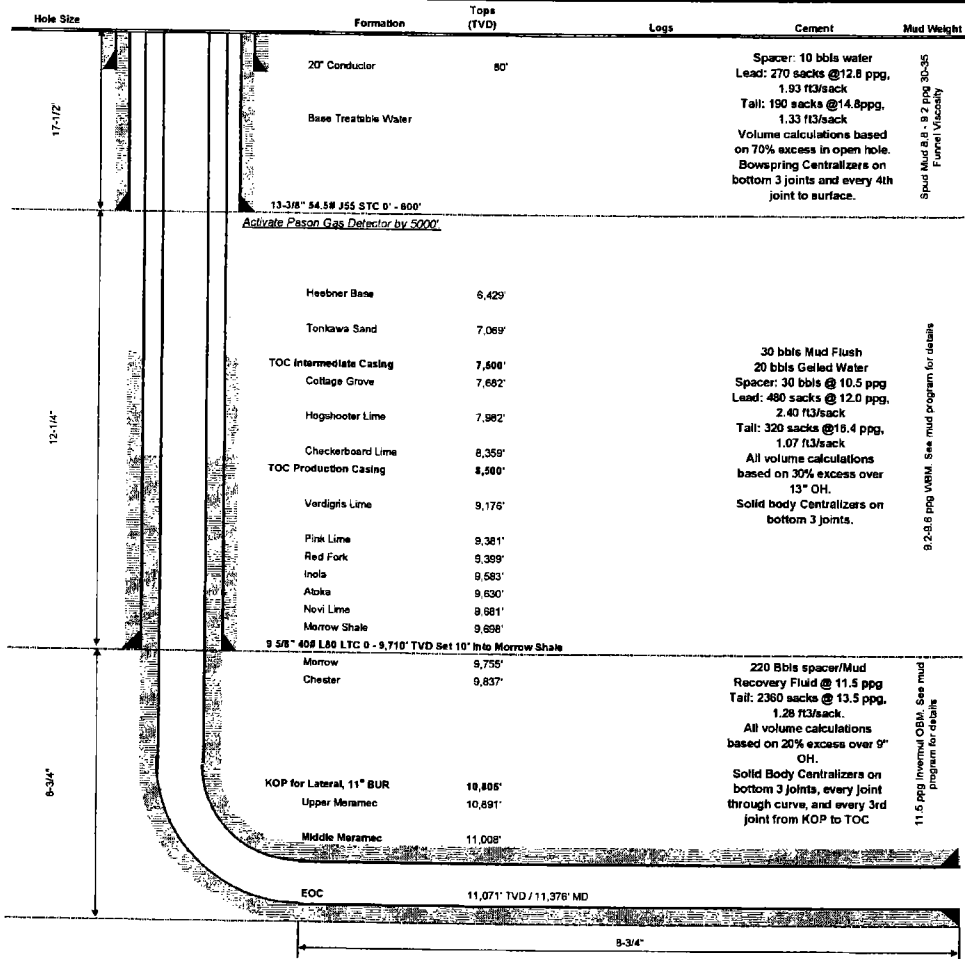 Hole Size Formation Tops (TVD) Logs Cement Mud Weight
17-1/2'
20" Conductor 80'
Base Treatable Water
Spacer: 10 bbls water
Lead: 270 sacks @12.8 ppg,
1.93 ft3/sack
Tail: 190 sacks @14.8ppg,
1.33 ft3/sack
Volume calculations based
on 70% excess in open hole.
Bowspring Centralizers on
bottom 3 joints and every 4th
joint to surface.
Spud Mud 8.8 - 9.2 ppg 30-35
Funnel Viscosity
13-3/8" 54.5# J55 STC 0' - 600'
Activate Pason Gas Detector by 5000'.
12-1/4"
Heebner Base 6,429'
Tonkawa Sand 7,069'
TOC Intermediate Casing 7,500'
Cottage Grove 7,682'
Hogshooter Lime 7,982'
Checkerboard Lime 8,359'
TOC Production Casing 8,500'
Verdigris Lime 9,176'
Pink Lime 9,381'
Red Fork 9,399'
Inola 9,583'
Atoka 9,630'
Novi Lime 9,681'
Morrow Shale 9,698'
30 bbls Mud Flush
20 bbls Gelled Water
Spacer: 30 bbls @ 10.5 ppg
Lead: 480 sacks @ 12.0 ppg,
2.40 ft3/sack
Tail: 320 sacks @16.4 ppg,
1.07 ft3/sack
All volume calculations
based on 30% excess over
13" OH.
Solid body Centralizers on
bottom 3 joints.
9.2-9.6 ppg WBM. See mud program for details
9 5/8" 40# L80 LTC 0 - 9,710' TVD Set 10' Into Morrow Shale
8-3/4"
Morrow 9,755'
Chester 9,837'
KOP for Lateral, 11° BUR 10,805'
Upper Meramec 10,891'
Middle Meramec 11,008'
EOC 11,071' TVD / 11,376' MD
220 Bbls spacer/Mud
Recovery Fluid @ 11.5 ppg
Tail: 2360 sacks @ 13.5 ppg,
1.28 ft3/sack.
All volume calculations
based on 20% excess over 9"
OH.
Solid Body Centralizers on
bottom 3 joints, every joint
through curve, and every 3rd
joint from KOP to TOC
11.5 ppg Invermul OBM. See mud
program for details
8-3/4"